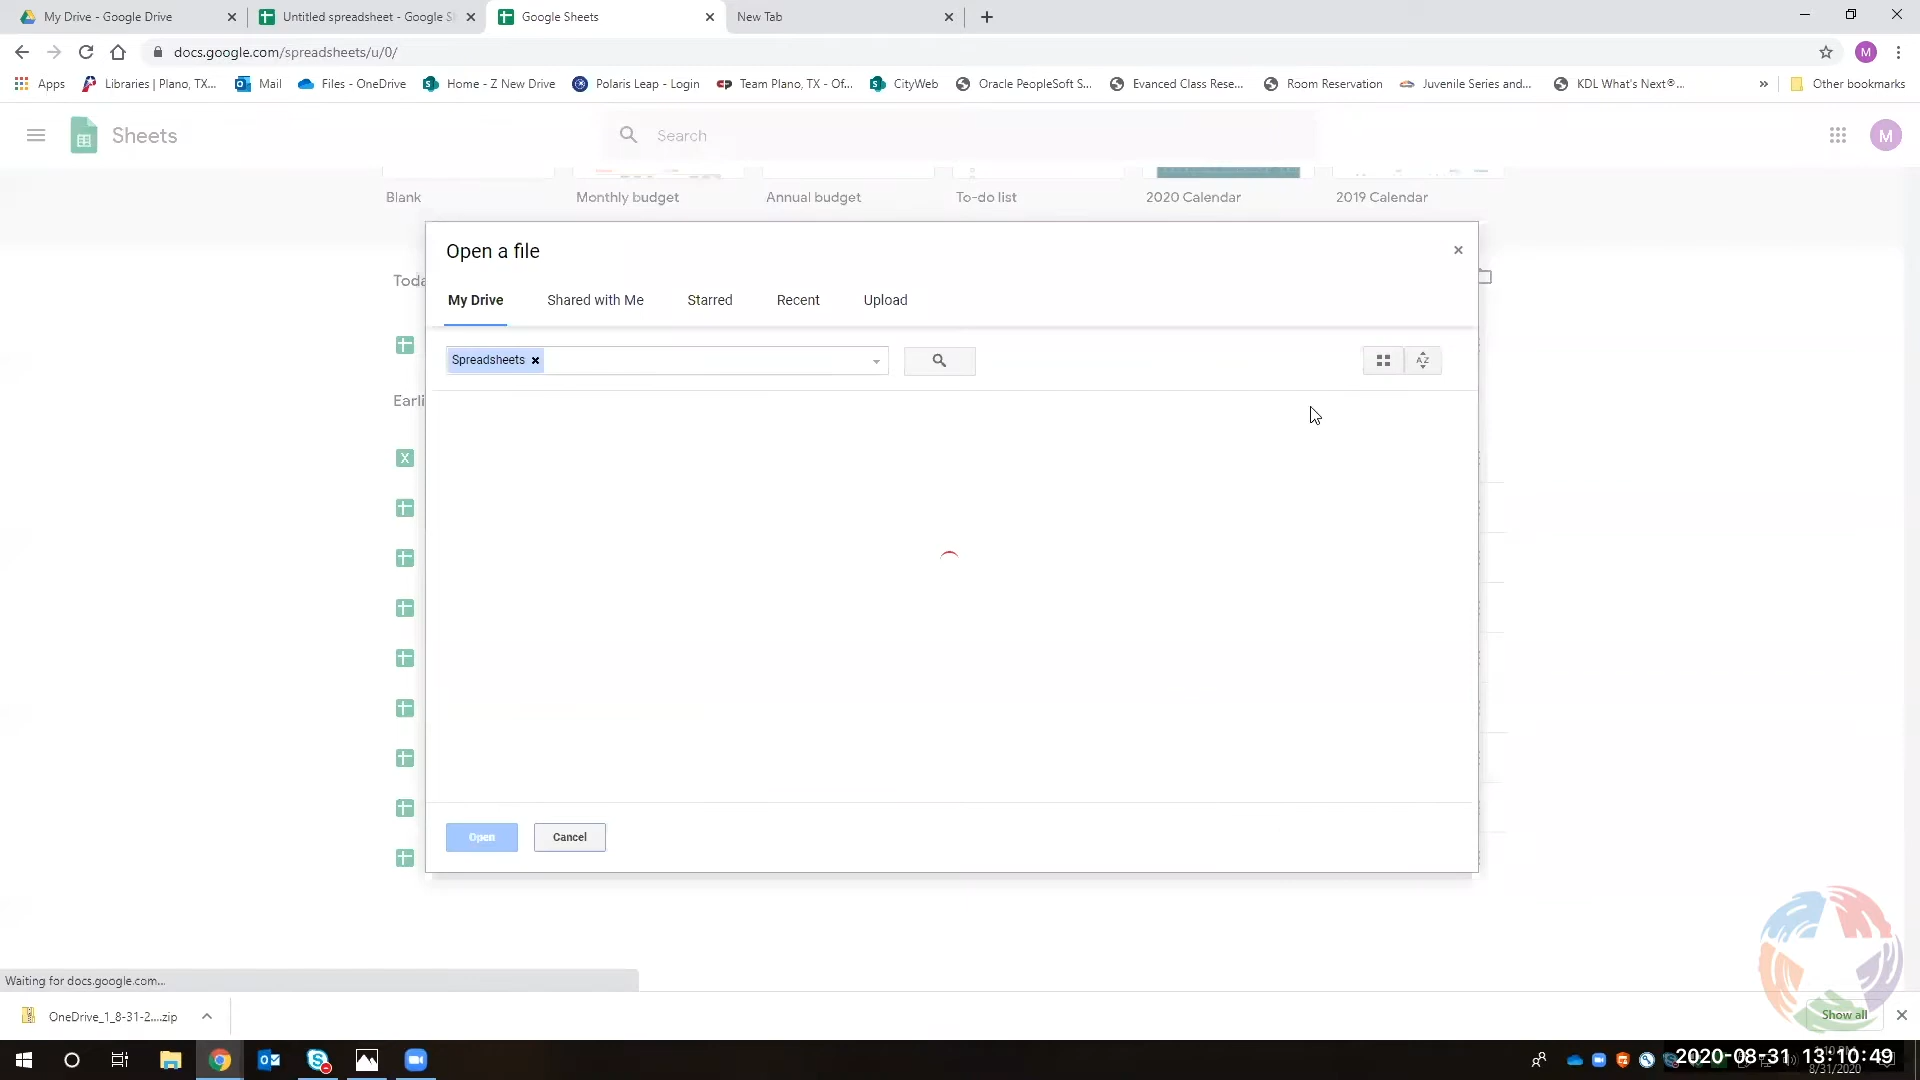 My Drive - Google Drive
Untitled spreadsheet - Google S
Google Sheets
New Tab
docs.google.com/spreadsheets/u/0/
M
Apps
Libraries | Plano, TX...
Mail
Files - OneDrive
Home - Z New Drive
Polaris Leap - Login
Team Plano, TX - Of...
CityWeb
Oracle PeopleSoft S...
Evanced Class Rese...
Room Reservation
Juvenile Series and...
KDL What's Next®...
»
Other bookmarks
Sheets
Search
M
Blank
Monthly budget
Annual budget
To-do list
2020 Calendar
2019 Calendar
Open a file
Toda
My Drive
Shared with Me
Starred
Recent
Upload
Spreadsheets
AZ
Earli
X
Open
Cancel
Waiting for docs.google.com...
OneDrive_1_8-31-2....zip
Show all
2020-08-31 13:10:49
8/31/2020